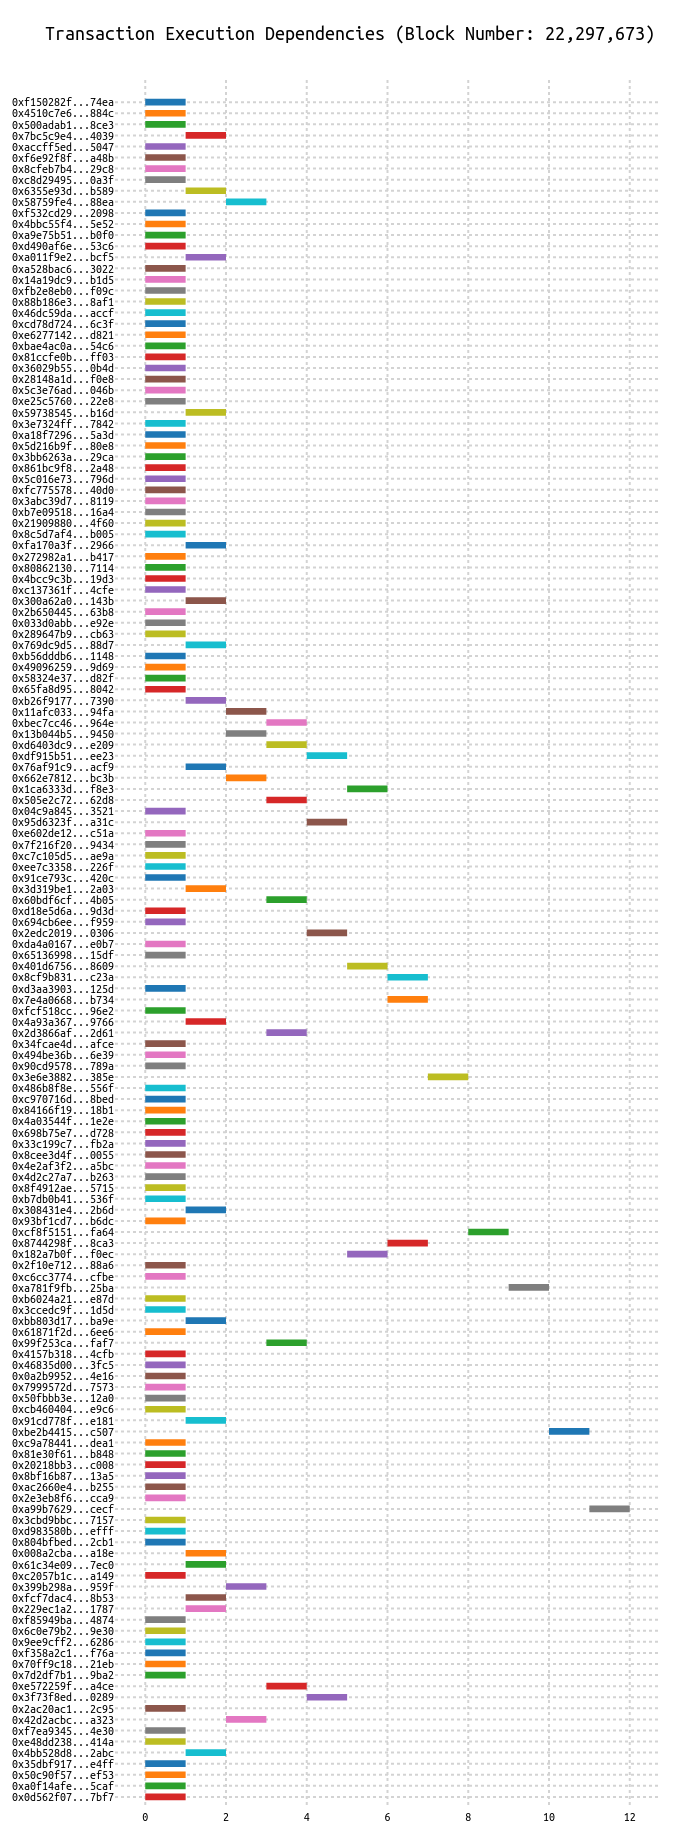 Transaction Execution Dependencies (Block Number: 22,297,673)
0xf150282f...74ea
0x4510c7e6...884c
0x500adab1...8ce3
0x7bc5c9e4...4039
0xaccff5ed...5047
0xf6e92f8f...a48b
0x8cfeb7b4...29c8
0xc8d29495...0a3f
0x6355e93d...b589
0x58759fe4...88ea
0xf532cd29...2098
0x4bbc55f4...5e52
0xa9e75b51...b0f0
0xd490af6e...53c6
0xa011f9e2...bcf5
0xa528bac6...3022
0x14a19dc9...b1d5
0xfb2e8eb0...f09c
0x88b186e3...8af1
0x46dc59da...accf
0xcd78d724...6c3f
0xe6277142...d821
0xbae4ac0a...54c6
0x81ccfe0b...ff03
0x36029b55...0b4d
0x28148a1d...f0e8
0x5c3e76ad...046b
0xe25c5760...22e8
0x59738545...b16d
0x3e7324ff...7842
0xa18f7296...5a3d
0x5d216b9f...80e8
0x3bb6263a...29ca
0x861bc9f8...2a48
0x5c016e73...796d
0xfc775578...40d0
0x3abc39d7...8119
0xb7e09518...16a4
0x21909880...4f60
0x8c5d7af4...b005
0xfa170a3f...2966
0x272982a1...b417
0x80862130...7114
0x4bcc9c3b...19d3
0xc137361f...4cfe
0x300a62a0...143b
0x2b650445...63b8
0x033d0abb...e92e
0x289647b9...cb63
0x769dc9d5...88d7
0xb56dddb6...1148
0x49096259...9d69
0x58324e37...d82f
0x65fa8d95...8042
0xb26f9177...7390
0x11afc033...94fa
0xbec7cc46...964e
0x13b044b5...9450
0xd6403dc9...e209
0xdf915b51...ee23
0x76af91c9...acf9
0x662e7812...bc3b
0x1ca6333d...f8e3
0x505e2c72...62d8
0x04c9a845...3521
0x95d6323f...a31c
0xe602de12...c51a
0x7f216f20...9434
0xc7c105d5...ae9a
0xee7c3358...226f
0x91ce793c...420c
0x3d319be1...2a03
0x60bdf6cf...4b05
0xd18e5d6a...9d3d
0x694cb6ee...f959
0x2edc2019...0306
0xda4a0167...e0b7
0x65136998...15df
0x401d6756...8609
0x8cf9b831...c23a
0xd3aa3903...125d
0x7e4a0668...b734
0xfcf518cc...96e2
0x4a93a367...9766
0x2d3866af...2d61
0x34fcae4d...afce
0x494be36b...6e39
0x90cd9578...789a
0x3e6e3882...385e
0x486b8f8e...556f
0xc970716d...8bed
0x84166f19...18b1
0x4a03544f...1e2e
0x698b75e7...d728
0x33c199c7...fb2a
0x8cee3d4f...0055
0x4e2af3f2...a5bc
0x4d2c27a7...b263
0x8f4912ae...5715
0xb7db0b41...536f
0x308431e4...2b6d
0x93bf1cd7...b6dc
0xcf8f5151...fa64
0x8744298f...8ca3
0x182a7b0f...f0ec
0x2f10e712...88a6
0xc6cc3774...cfbe
0xa781f9fb...25ba
0xb6024a21...e87d
0x3ccedc9f...1d5d
0xbb803d17...ba9e
0x61871f2d...6ee6
0x99f253ca...faf7
0x4157b318...4cfb
0x46835d00...3fc5
0x0a2b9952...4e16
0x7999572d...7573
0x50fbbb3e...12a0
0xcb460404...e9c6
0x91cd778f...e181
0xbe2b4415...c507
0xc9a78441...dea1
0x81e30f61...b848
0x20218bb3...c008
0x8bf16b87...13a5
0xac2660e4...b255
0x2e3eb8f6...cca9
0xa99b7629...cecf
0x3cbd9bbc...7157
0xd983580b...efff
0x804bfbed...2cb1
0x008a2cba...a18e
0x61c34e09...7ec0
0xc2057b1c...a149
0x399b298a...959f
0xfcf7dac4...8b53
0x229ec1a2...1787
0xf85949ba...4874
0x6c0e79b2...9e30
0x9ee9cff2...6286
0xf358a2c1...f76a
0x70ff9c18...21eb
0x7d2df7b1...9ba2
0xe572259f...a4ce
0x3f73f8ed...0289
0x2ac20ac1...2c95
0x42d2acbc...a323
0xf7ea9345...4e30
0xe48dd238...414a
0x4bb528d8...2abc
0x35dbf917...e4ff
0x50c90f57...ef53
0xa0f14afe...5caf
0x0d562f07...7bf7
0 2 4 6 8 10 12